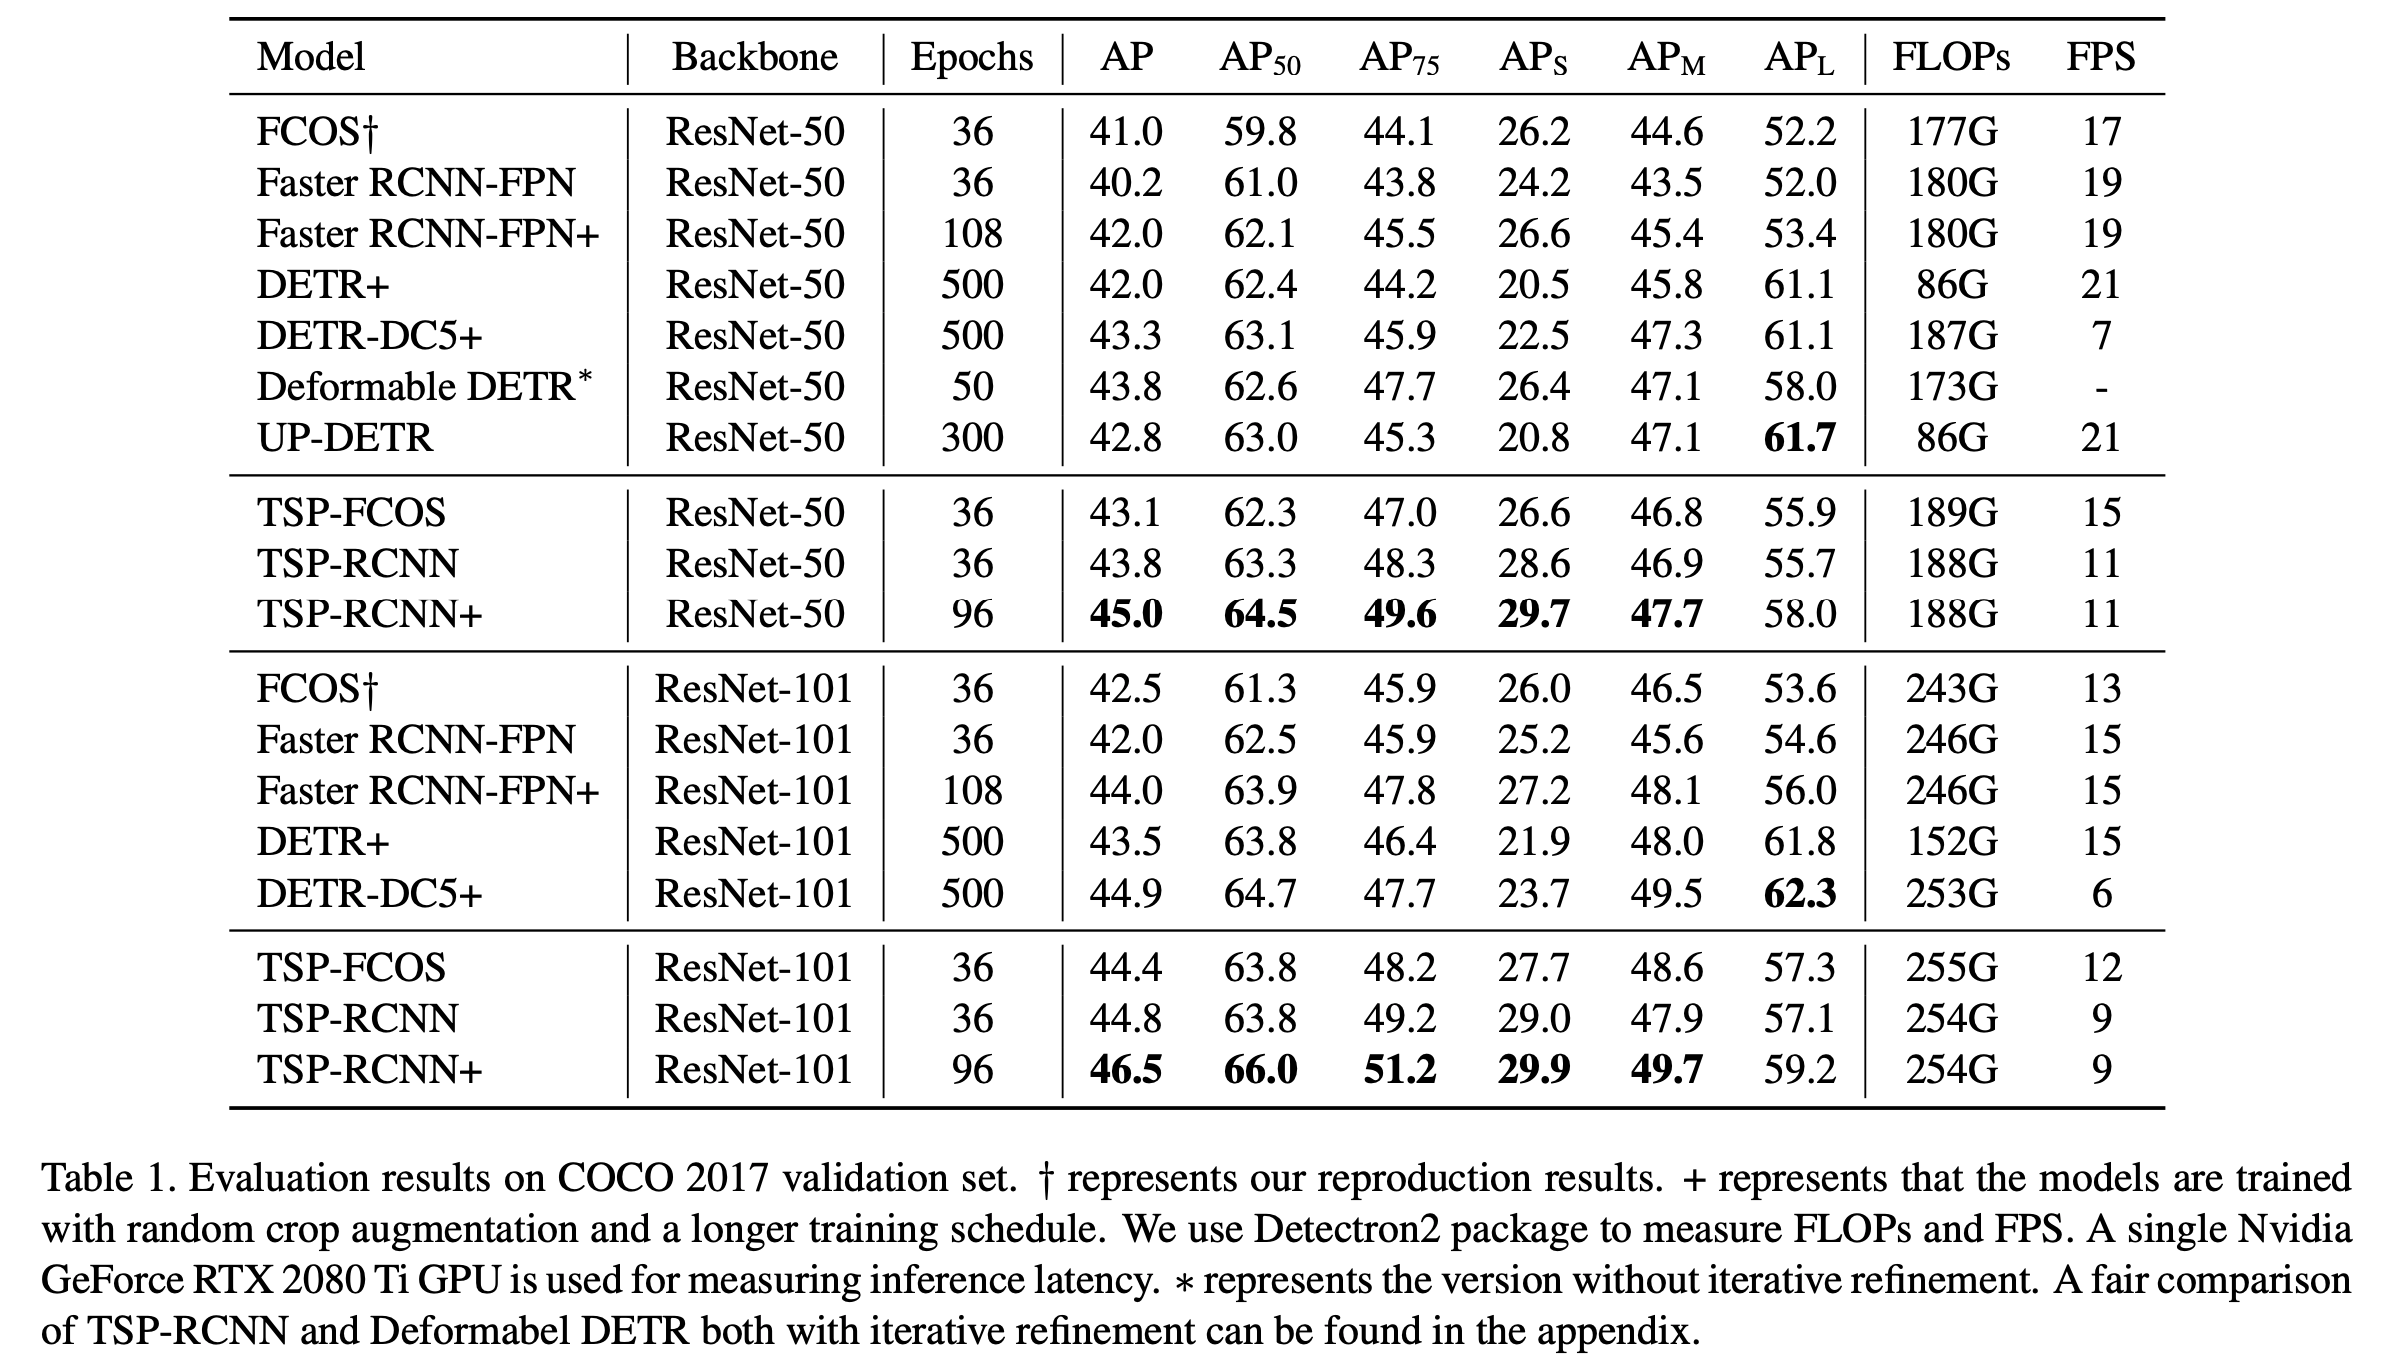 Model Backbone Epochs AP AP50 AP75 APS APM APL FLOPs FPS
FCOS† ResNet-50 36 41.0 59.8 44.1 26.2 44.6 52.2 177G 17
Faster RCNN-FPN ResNet-50 36 40.2 61.0 43.8 24.2 43.5 52.0 180G 19
Faster RCNN-FPN+ ResNet-50 108 42.0 62.1 45.5 26.6 45.4 53.4 180G 19
DETR+ ResNet-50 500 42.0 62.4 44.2 20.5 45.8 61.1 86G 21
DETR-DC5+ ResNet-50 500 43.3 63.1 45.9 22.5 47.3 61.1 187G 7
Deformable DETR* ResNet-50 50 43.8 62.6 47.7 26.4 47.1 58.0 173G -
UP-DETR ResNet-50 300 42.8 63.0 45.3 20.8 47.1 61.7 86G 21
TSP-FCOS ResNet-50 36 43.1 62.3 47.0 26.6 46.8 55.9 189G 15
TSP-RCNN ResNet-50 36 43.8 63.3 48.3 28.6 46.9 55.7 188G 11
TSP-RCNN+ ResNet-50 96 45.0 64.5 49.6 29.7 47.7 58.0 188G 11
FCOS† ResNet-101 36 42.5 61.3 45.9 26.0 46.5 53.6 243G 13
Faster RCNN-FPN ResNet-101 36 42.0 62.5 45.9 25.2 45.6 54.6 246G 15
Faster RCNN-FPN+ ResNet-101 108 44.0 63.9 47.8 27.2 48.1 56.0 246G 15
DETR+ ResNet-101 500 43.5 63.8 46.4 21.9 48.0 61.8 152G 15
DETR-DC5+ ResNet-101 500 44.9 64.7 47.7 23.7 49.5 62.3 253G 6
TSP-FCOS ResNet-101 36 44.4 63.8 48.2 27.7 48.6 57.3 255G 12
TSP-RCNN ResNet-101 36 44.8 63.8 49.2 29.0 47.9 57.1 254G 9
TSP-RCNN+ ResNet-101 96 46.5 66.0 51.2 29.9 49.7 59.2 254G 9
Table 1. Evaluation results on COCO 2017 validation set. † represents our reproduction results. + represents that the models are trained
with random crop augmentation and a longer training schedule. We use Detectron2 package to measure FLOPs and FPS. A single Nvidia
GeForce RTX 2080 Ti GPU is used for measuring inference latency. * represents the version without iterative refinement. A fair comparison
of TSP-RCNN and Deformabel DETR both with iterative refinement can be found in the appendix.